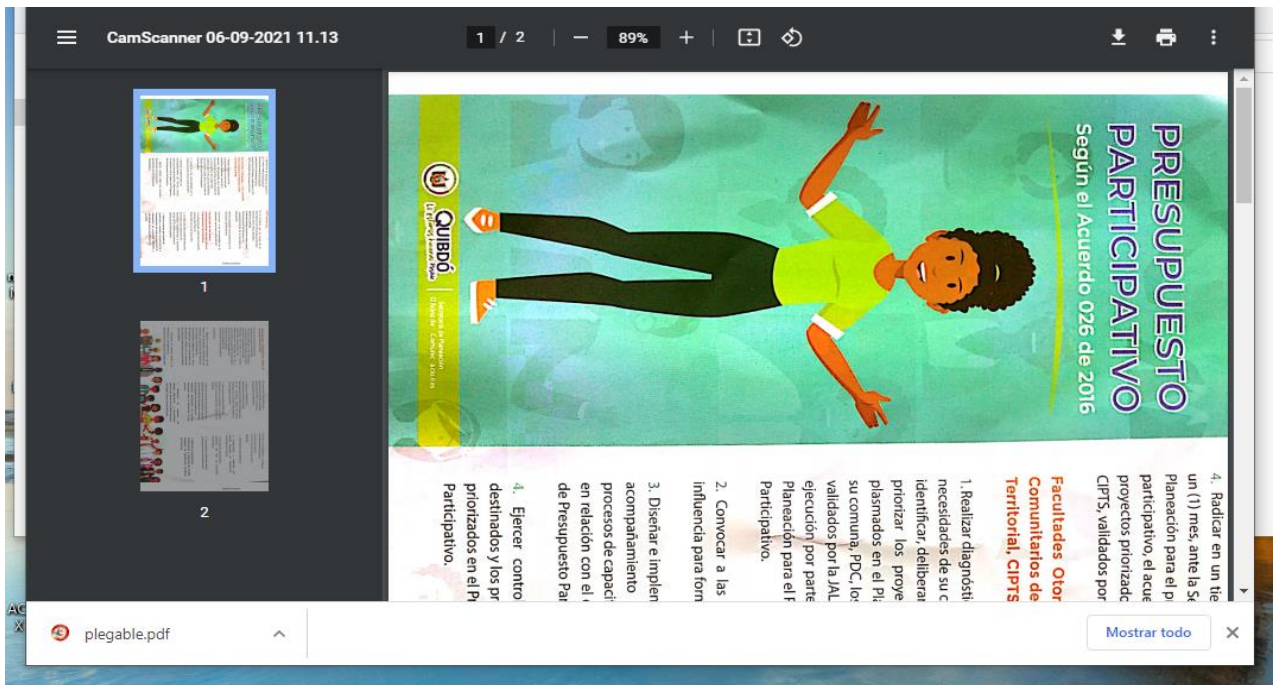 CamScanner 06-09-2021 11.13
1 / 2
89%
1
2
PRESUPUESTO
PARTICIPATIVO
Según el Acuerdo 026 de 2016
QUIBDÓ
Secretaría de Planeación
4. Radicar en un tie
un (1) mes, ante la Se
Planeación para el p
participativo, el acue
proyectos priorizado
CIPTS, validados por
Facultades Otor
Comunitarios de
Territorial, CIPTS
1. Realizar diagnósti
necesidades de su c
identificar, deliberar
priorizar los proye
plasmados en el Pla
su comuna, PDC, los
validados por la JAL
ejecución por parte
Planeación para el P
Participativo.
2. Convocar a las
influencia para form
3. Diseñar e implen
acompañamiento
procesos de capaci
en relación con el
de Presupuesto Par
4. Ejercer contro
destinados y los pr
priorizados en el Pr
Participativo.
plegable.pdf
Mostrar todo